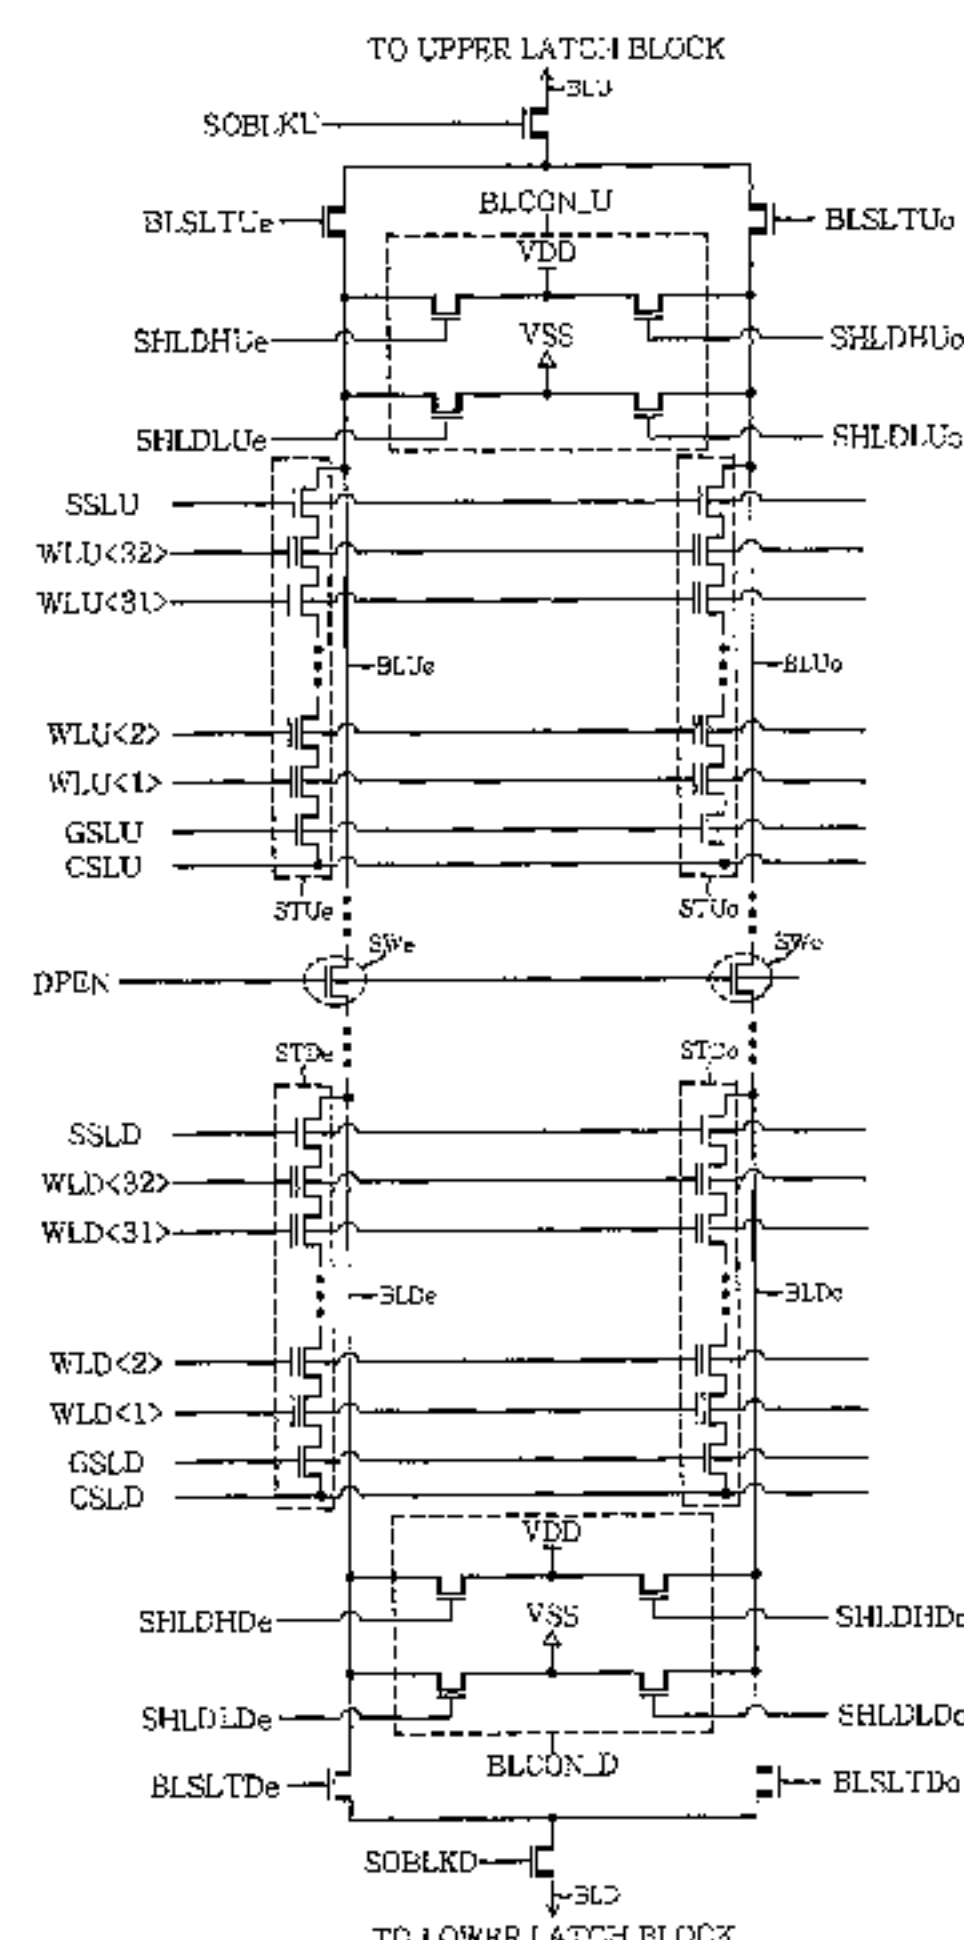 TO UPPER LATCH BLOCK
BLU
SOBLKU
BLCON_U
BLSLTUe
BLSLTUo
VDD
SHLDHUe
VSS
SHLDHUo
SHLDLUe
SHLDLUo
SSLU
WLU<32>
WLU<31>
BLUe
BLUo
WLU<2>
WLU<1>
GSLU
CSLU
STUe
STUo
SWe
SWo
DPEN
STDe
STDo
SSLD
WLD<32>
WLD<31>
BLDe
BLDo
WLD<2>
WLD<1>
GSLD
CSLD
VDD
SHLDHDe
VSS
SHLDHDo
SHLDLDe
SHLDLDo
BLCON_D
BLSLTDe
BLSLTDo
SOBLKD
BLD
TO LOWER LATCH BLOCK